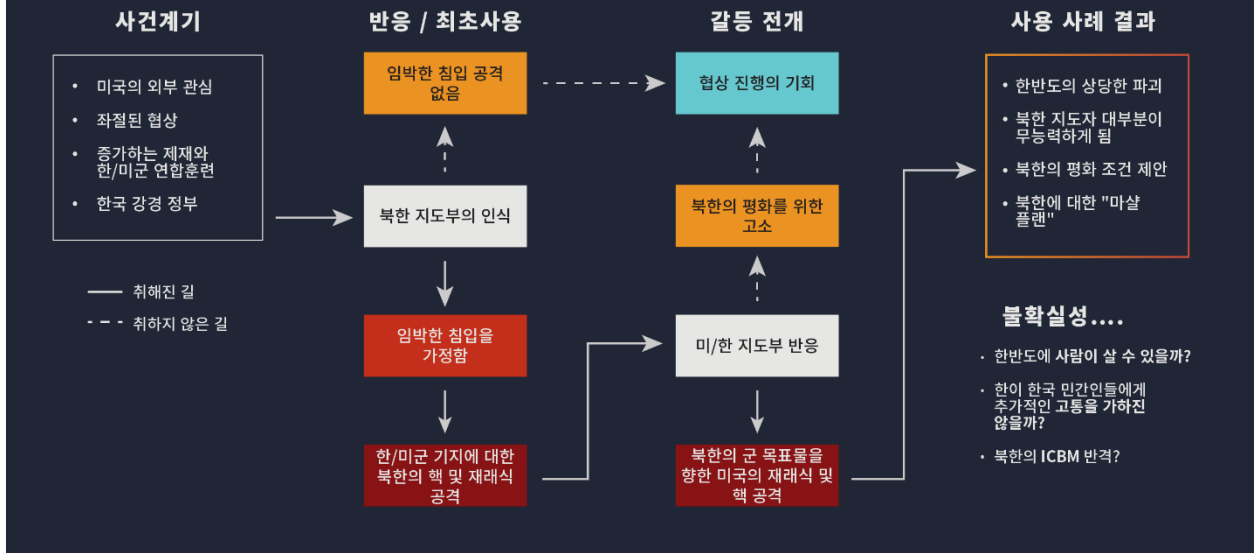 사건계기
• 미국의 외부 관심
• 좌절된 협상
• 증가하는 제재와
한/미군 연합훈련
• 한국 강경 정부
취해진 길
취하지 않은 길
반응 / 최초사용
임박한 침입 공격
없음
북한 지도부의 인식
임박한 침입을
가정함
한/미군 기지에 대한
북한의 핵 및 재래식
공격
갈등 전개
협상 진행의 기회
북한의 평화를 위한
고소
미/한 지도부 반응
북한의 군 목표물을
향한 미국의 재래식 및
핵 공격
사용 사례 결과
• 한반도의 상당한 파괴
• 북한 지도자 대부분이
무능력하게 됨
• 북한의 평화 조건 제안
• 북한에 대한 "마샬
플랜"
불확실성....
· 한반도에 사람이 살 수 있을까?
· 한이 한국 민간인들에게
추가적인 고통을 가하진
않을까?
· 북한의 ICBM 반격?